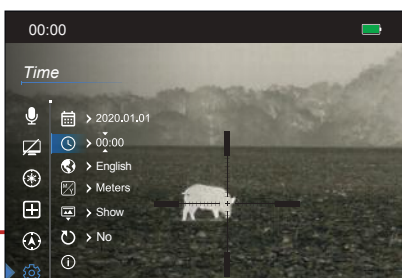 00:00
Time
> 2020.01.01
> 00:00
> English
> Meters
> Show
> No